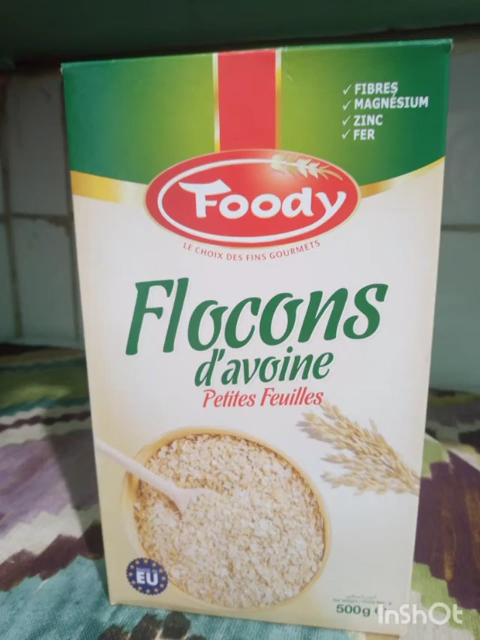 ✓ FIBRES
✓ MAGNÉSIUM
✓ ZINC
✓ FER
Foody
LE CHOIX DES FINS GOURMETS
Flocons
d'avoine
Petites Feuilles
EU
500g
InShOt